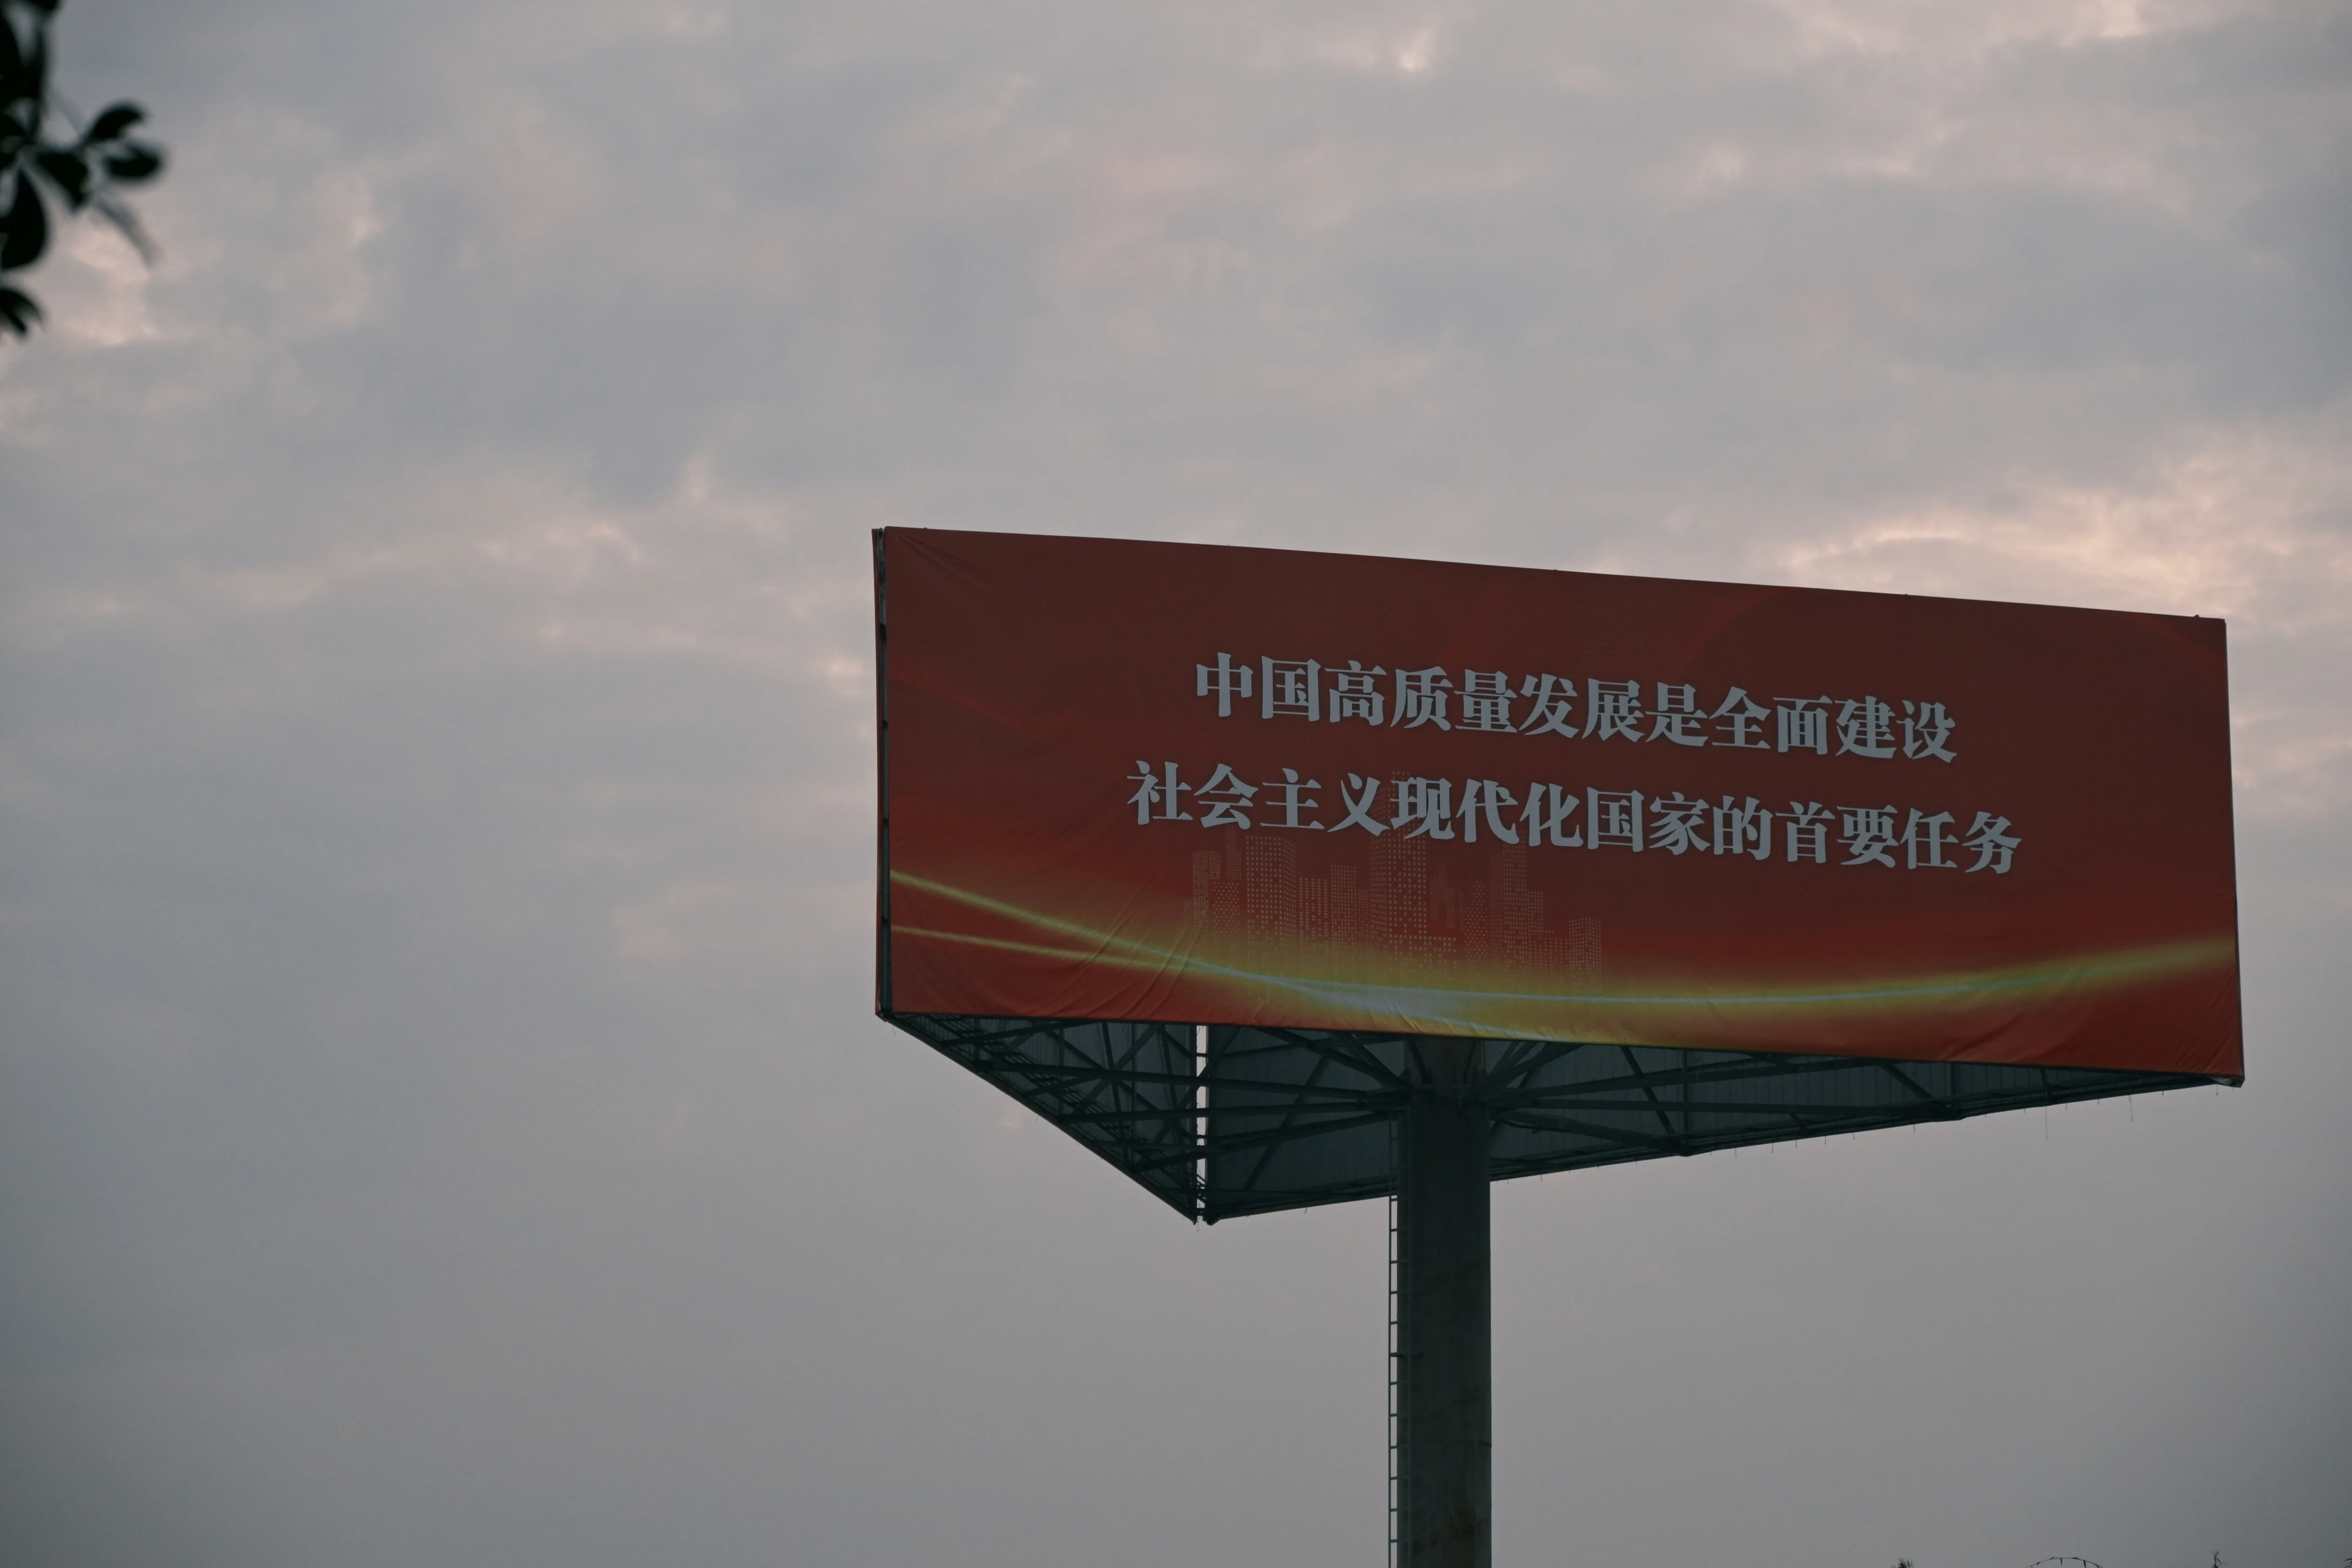 中国高质量发展是全面建设
社会主义现代化国家的首要任务